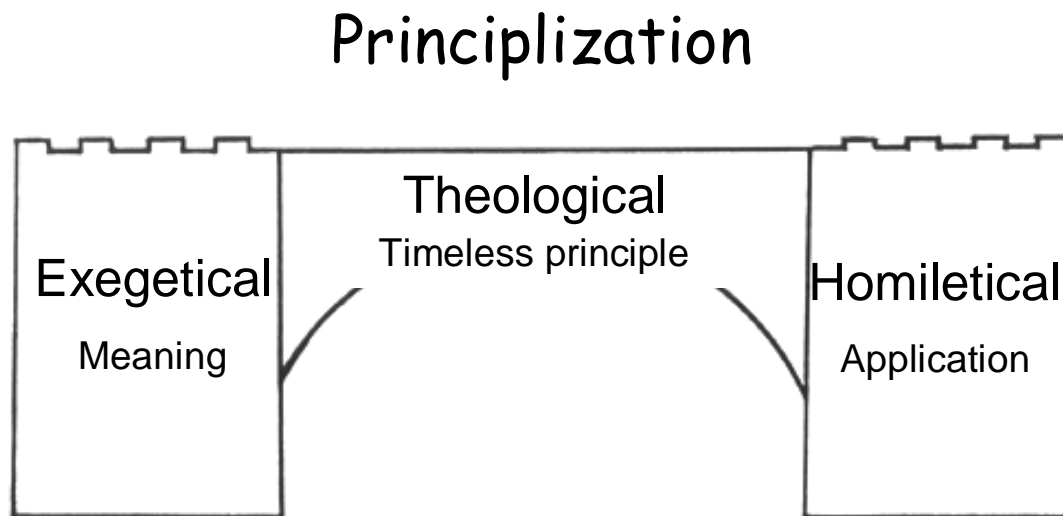 Principlization
Theological
Timeless principle
Exegetical
Meaning
Homiletical
Application